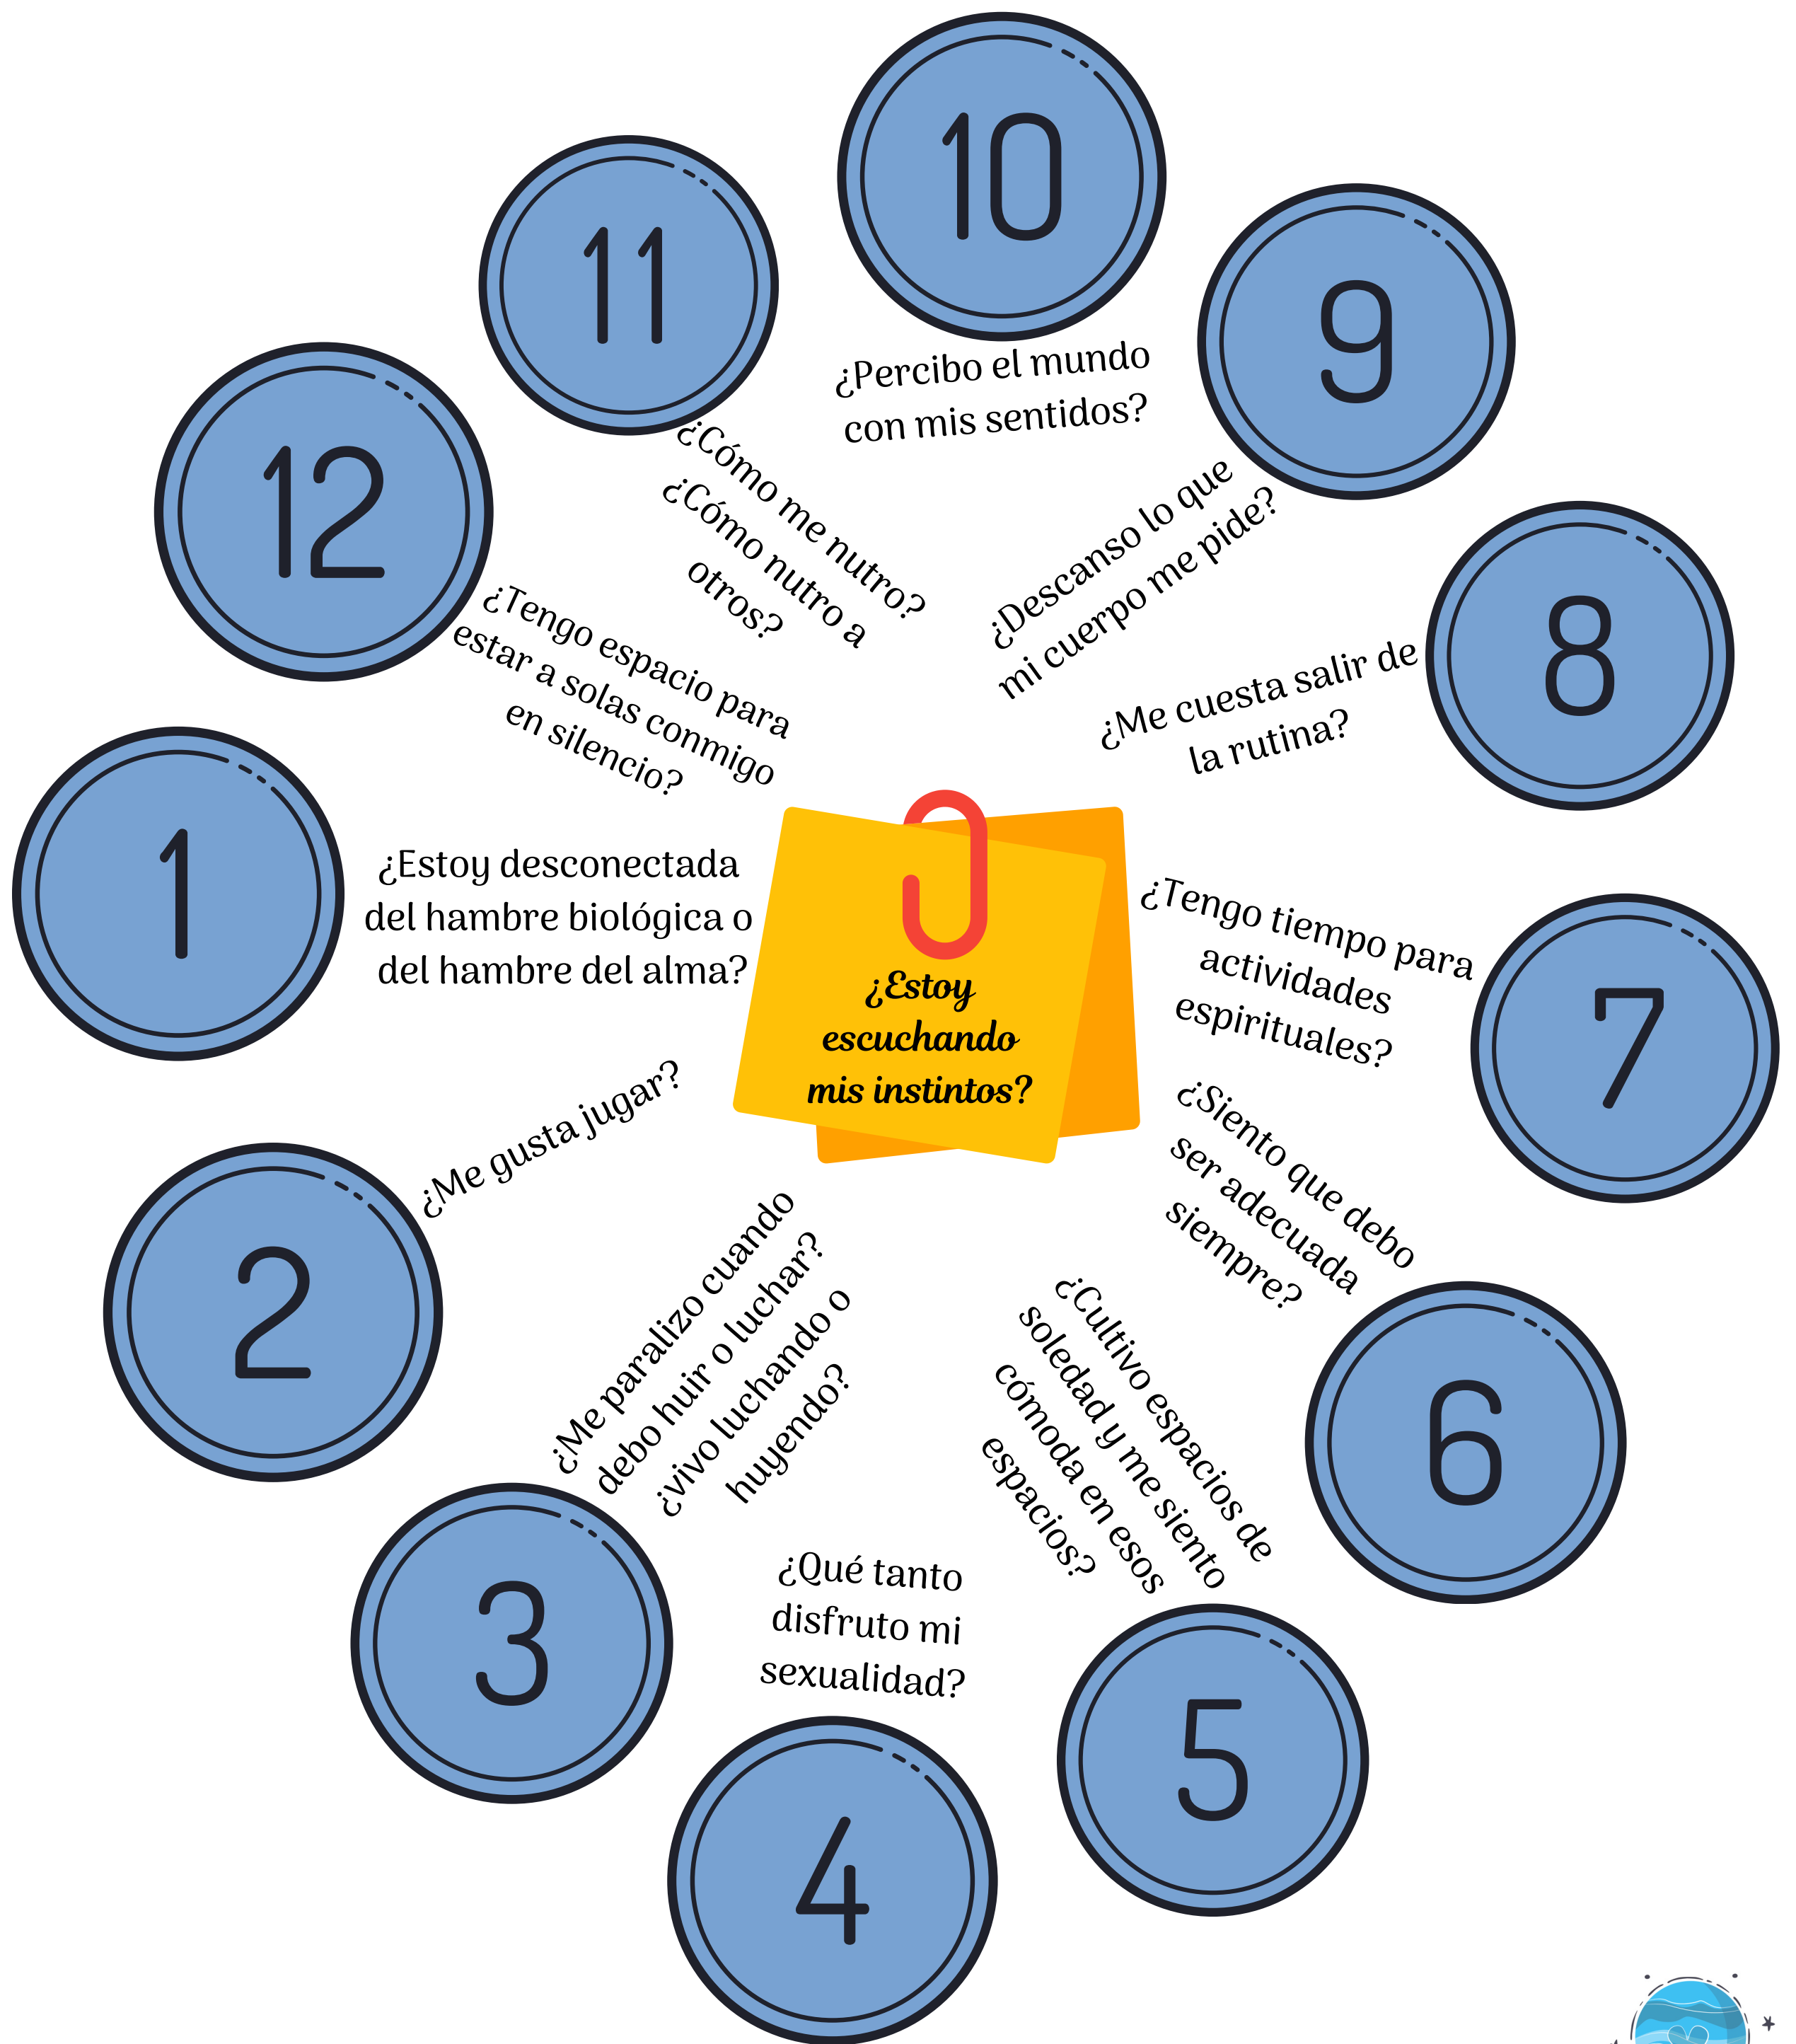 ¿Estoy
escuchando
mis instintos?
1
¿Estoy desconectada
del hambre biológica o
del hambre del alma?
2
¿Me gusta jugar?
3
¿Me paralizo cuando
debo huir o luchar?
¿vivo luchando o
huyendo?
4
¿Qué tanto
disfruto mi
sexualidad?
5
¿Cultivo espacios de
soledad y me siento
cómoda en esos
espacios?
6
¿Siento que debo
ser adecuada
siempre?
7
¿Tengo tiempo para
actividades
espirituales?
8
¿Me cuesta salir de
la rutina?
9
¿Descanso lo que
mi cuerpo me pide?
10
¿Percibo el mundo
con mis sentidos?
11
¿Cómo me nutro?
¿Cómo nutro a
otros?
12
¿Tengo espacio para
estar a solas conmigo
en silencio?